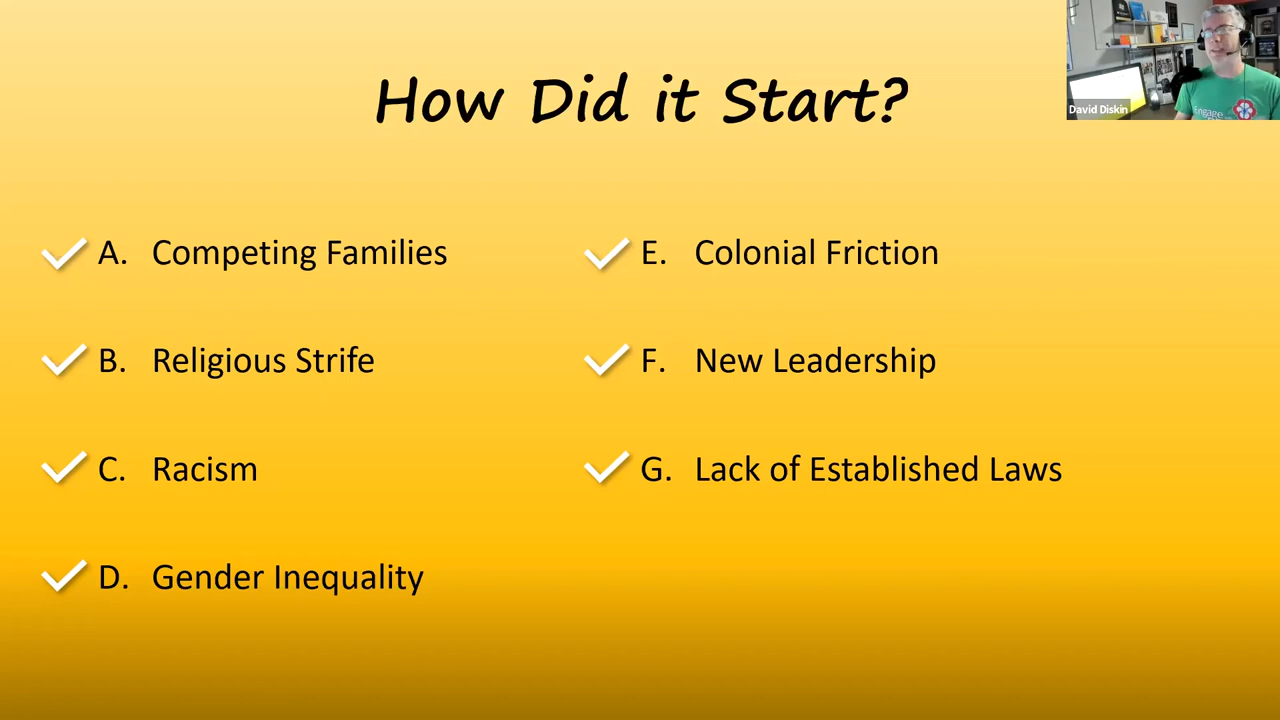 How Did it Start?
David Diskin
Engage
A. Competing Families
B. Religious Strife
C. Racism
D. Gender Inequality
E. Colonial Friction
F. New Leadership
G. Lack of Established Laws